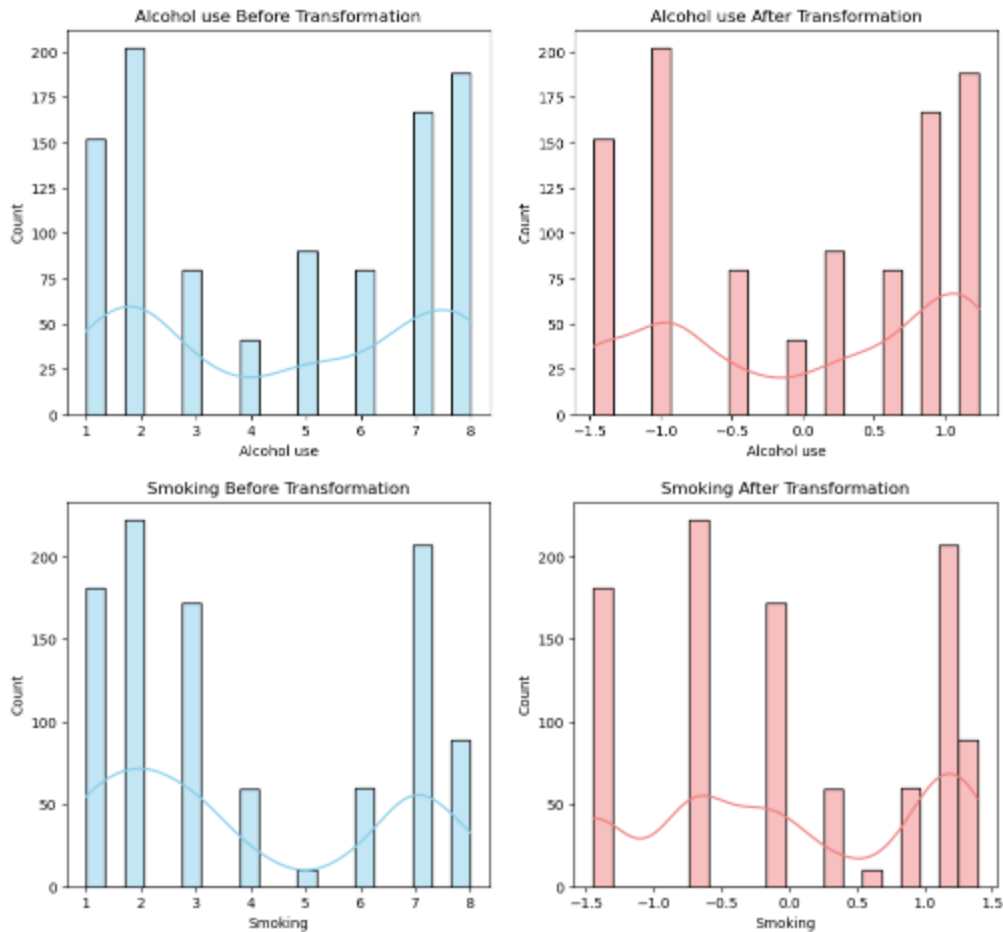 Alcohol use Before Transformation
200
175
150
125
100
75
50
25
0
Count
1 2 3 4 5 6 7 8
Alcohol use
Alcohol use After Transformation
200
175
150
125
100
75
50
25
0
Count
−1.5 −1.0 −0.5 0.0 0.5 1.0
Alcohol use
Smoking Before Transformation
200
150
100
50
0
Count
1 2 3 4 5 6 7 8
Smoking
Smoking After Transformation
200
150
100
50
0
Count
−1.5 −1.0 −0.5 0.0 0.5 1.0 1.5
Smoking